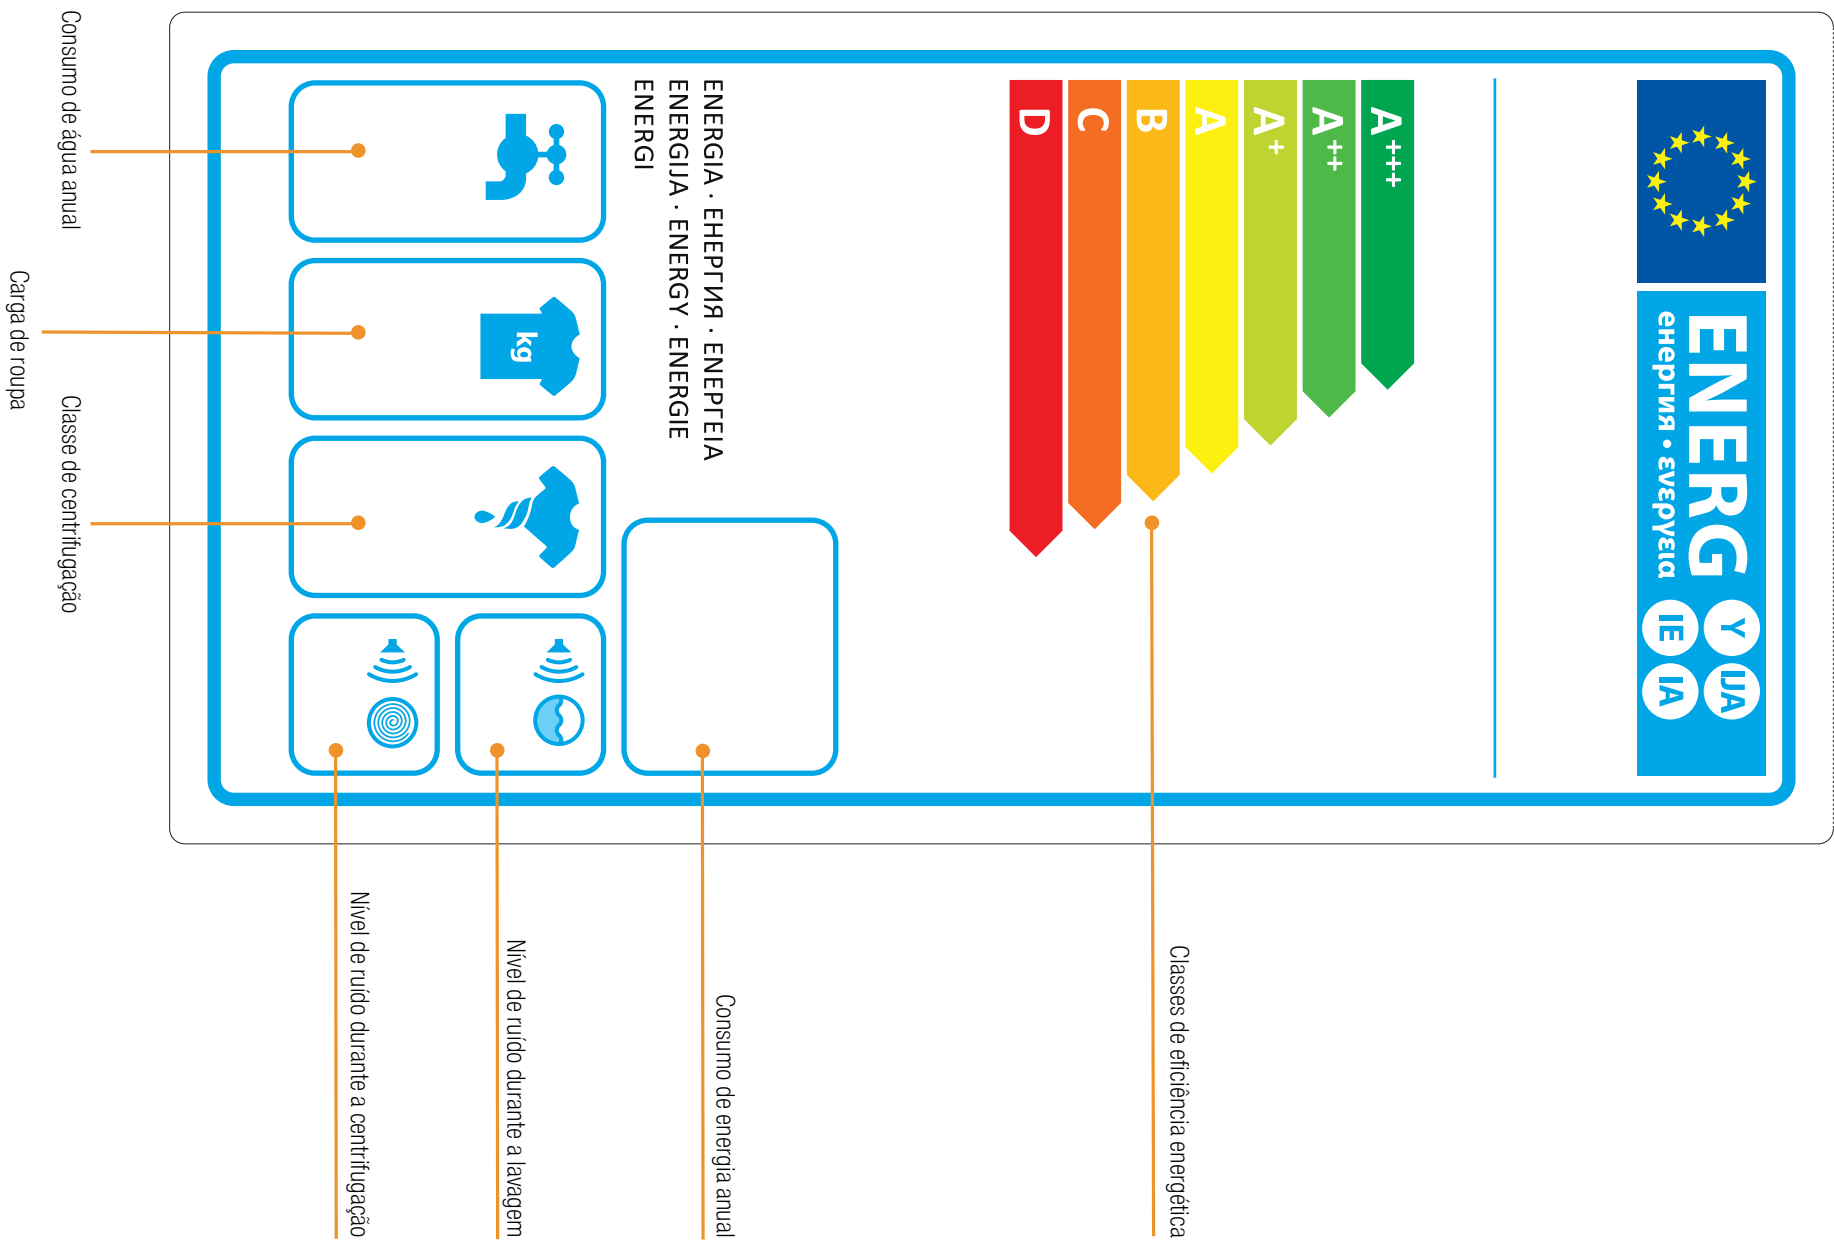 ENERG
Y
IJA
енергия · ενεργεια
IE
IA
A+++
A++
A+
A
B
C
D
Classes de eficiência energética
ENERGIA · ЕНЕРГИЯ · ΕΝΕΡΓΕΙΑ
ENERGIJA · ENERGY · ENERGIE
ENERGI
Consumo de energia anual
kg
Nível de ruído durante a lavagem
Nível de ruído durante a centrifugação
Consumo de água anual
Classe de centrifugação
Carga de roupa